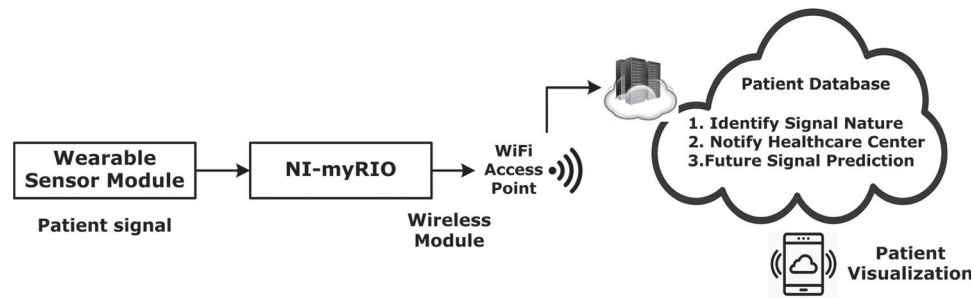 Wearable
Sensor Module
Patient signal
NI-myRIO
Wireless
Module
WiFi
Access
Point
Patient Database
1. Identify Signal Nature
2. Notify Healthcare Center
3.Future Signal Prediction
Patient
Visualization